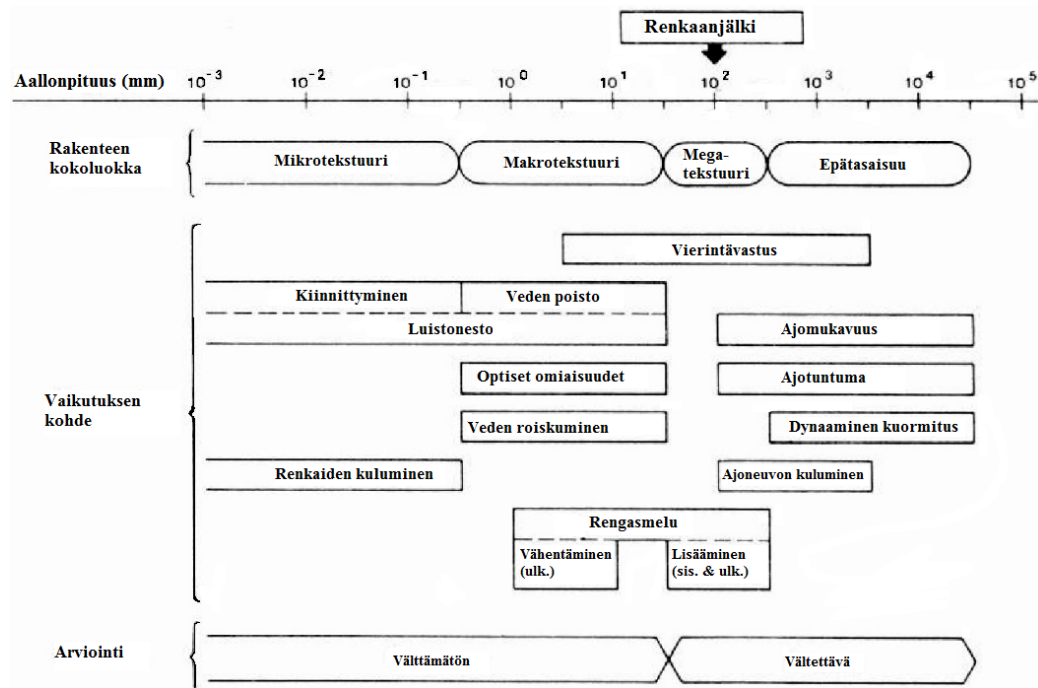 Renkaanjälki
Aallonpituus (mm) 10⁻³ 10⁻² 10⁻¹ 10⁰ 10¹ 10² 10³ 10⁴ 10⁵
Rakenteen
kokoluokka
Mikrotekstuuri
Makrotekstuuri
Mega-
tekstuuri
Epätasaisuu
Vaikutuksen
kohde
Vierintävastus
Kiinnittyminen Veden poisto
Luistonesto Ajomukavuus
Optiset omiaisuudet Ajotuntuma
Veden roiskuminen Dynaaminen kuormitus
Renkaiden kuluminen Ajoneuvon kuluminen
Rengasmelu
Vähentäminen
(ulk.)
Lisääminen
(sis. & ulk.)
Arviointi
Välttämätön Vältettävä